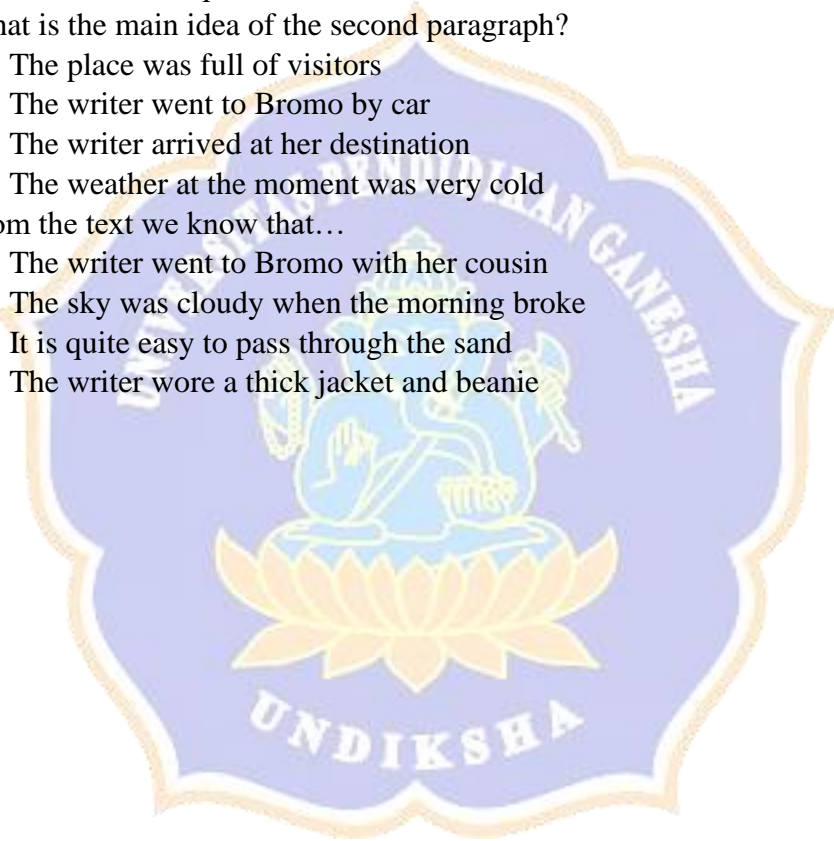 hat is the main idea of the second paragraph?
The place was full of visitors
The writer went to Bromo by car
The writer arrived at her destination
The weather at the moment was very cold
om the text we know that…
The writer went to Bromo with her cousin
The sky was cloudy when the morning broke
It is quite easy to pass through the sand
The writer wore a thick jacket and beanie
UNIVERSITAS PENDIDIKAN GANESHA
UNDIKSHA